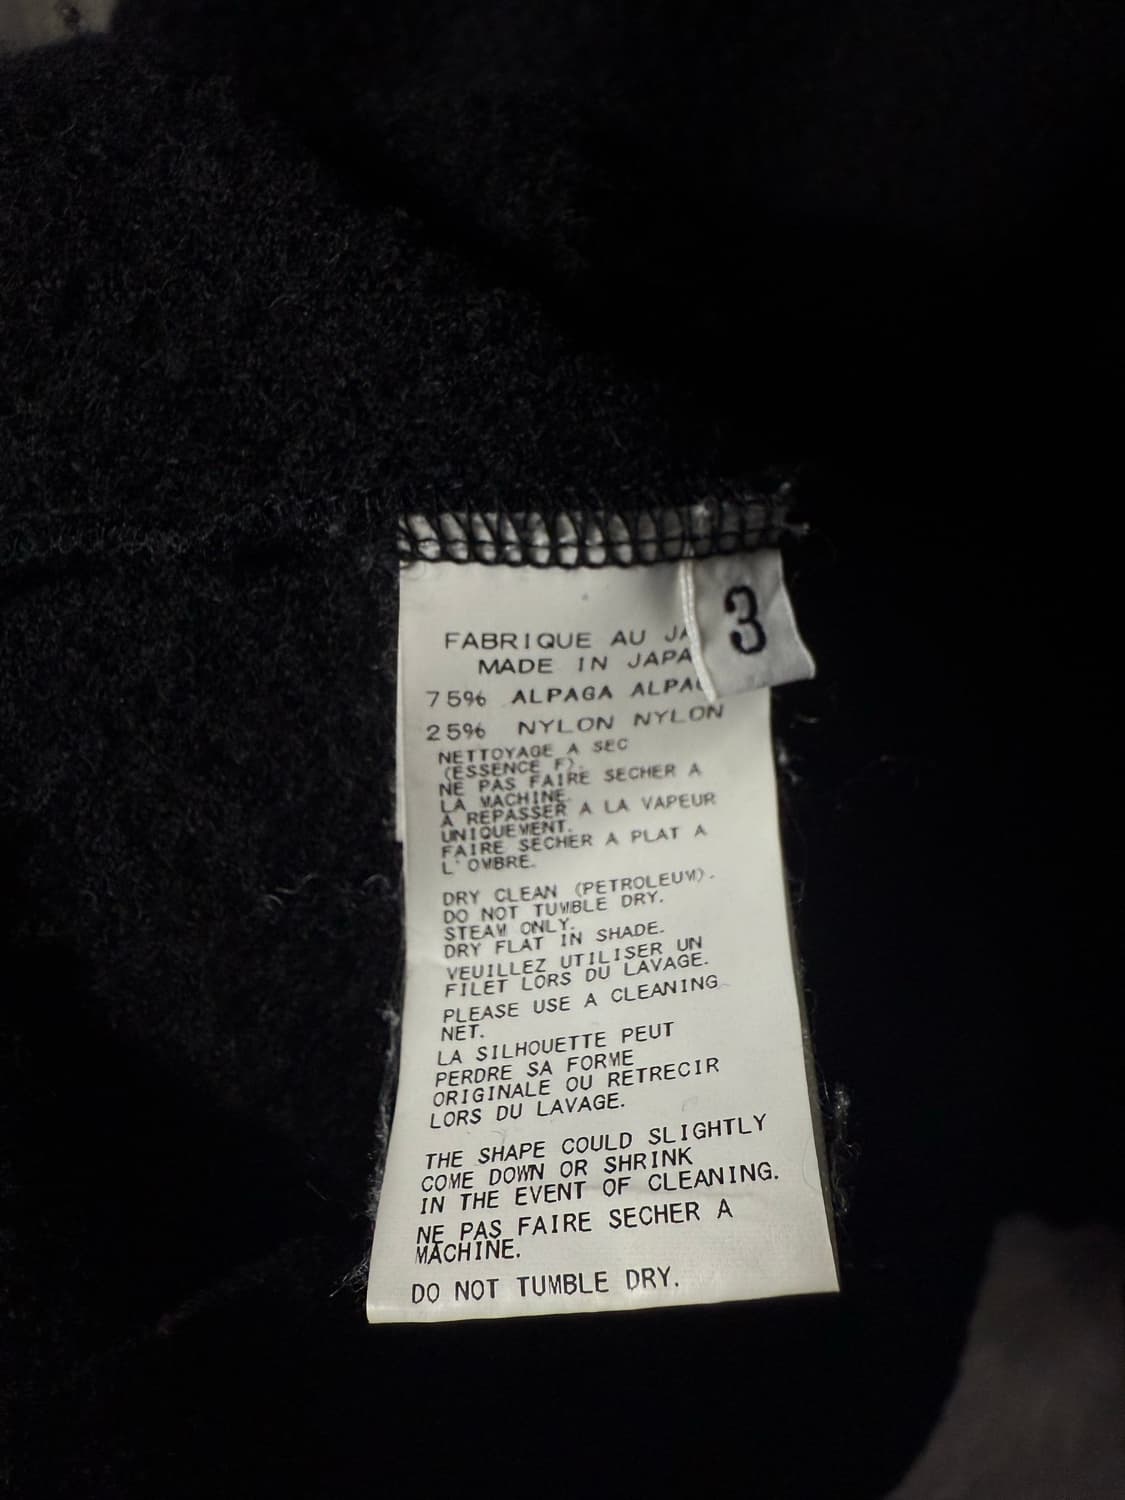 3
FABRIQUE AU
MADE IN
75% ALPAGA
25% NYLON NYLON
NETTOYAGE A SEC
(ESSENCE F).
NE PAS FAIRE SECHER A
LA MACHINE.
A REPASSER A LA VAPEUR
UNIQUEMENT.
FAIRE SECHER A PLAT A
L'OMBRE.
DRY CLEAN (PETROLEUM).
DO NOT TUMBLE DRY.
STEAM ONLY.
DRY FLAT IN SHADE.
VEUILLEZ UTILISER UN
FILET LORS DU LAVAGE.
PLEASE USE A CLEANING
NET.
LA SILHOUETTE PEUT
PERDRE SA FORME
ORIGINALE OU RETRECIR
LORS DU LAVAGE.
THE SHAPE COULD SLIGHTLY
COME DOWN OR SHRINK
IN THE EVENT OF CLEANING.
NE PAS FAIRE SECHER A
MACHINE.
DO NOT TUMBLE DRY.